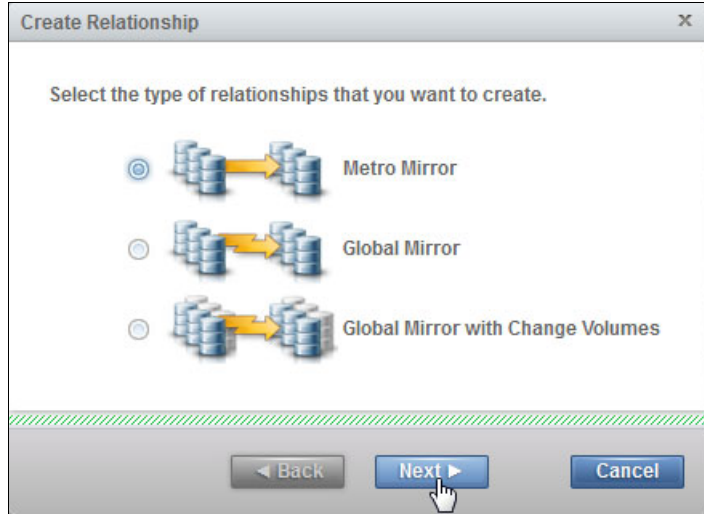 Create Relationship x
Select the type of relationships that you want to create.
Metro Mirror
Global Mirror
Global Mirror with Change Volumes
◄ Back Next ► Cancel